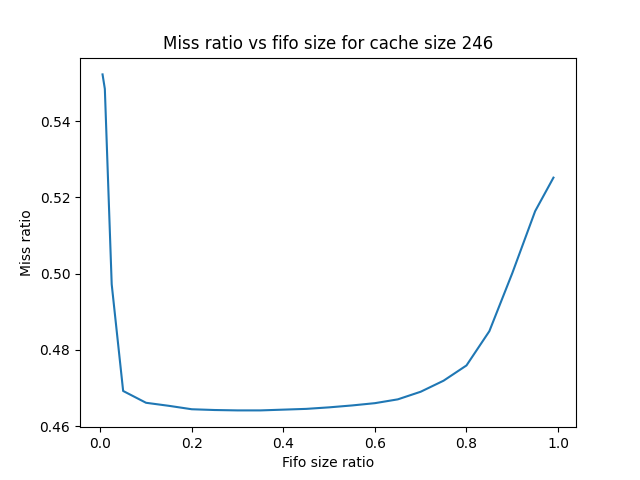 Miss ratio vs fifo size for cache size 246
0.54
0.52
0.50
0.48
0.46
Miss ratio
0.0 0.2 0.4 0.6 0.8 1.0
Fifo size ratio